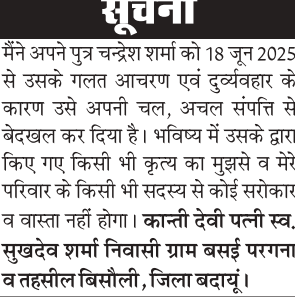 सूचना
मैंने अपने पुत्र चन्द्रेश शर्मा को 18 जून 2025
से उसके गलत आचरण एवं दुर्व्यवहार के
कारण उसे अपनी चल, अचल संपत्ति से
बेदखल कर दिया है। भविष्य में उसके द्वारा
किए गए किसी भी कृत्य का मुझसे व मेरे
परिवार के किसी भी सदस्य से कोई सरोकार
व वास्ता नहीं होगा। कान्ती देवी पत्नी स्व.
सुखदेव शर्मा निवासी ग्राम बसई परगना
व तहसील बिसौली, जिला बदायूं।